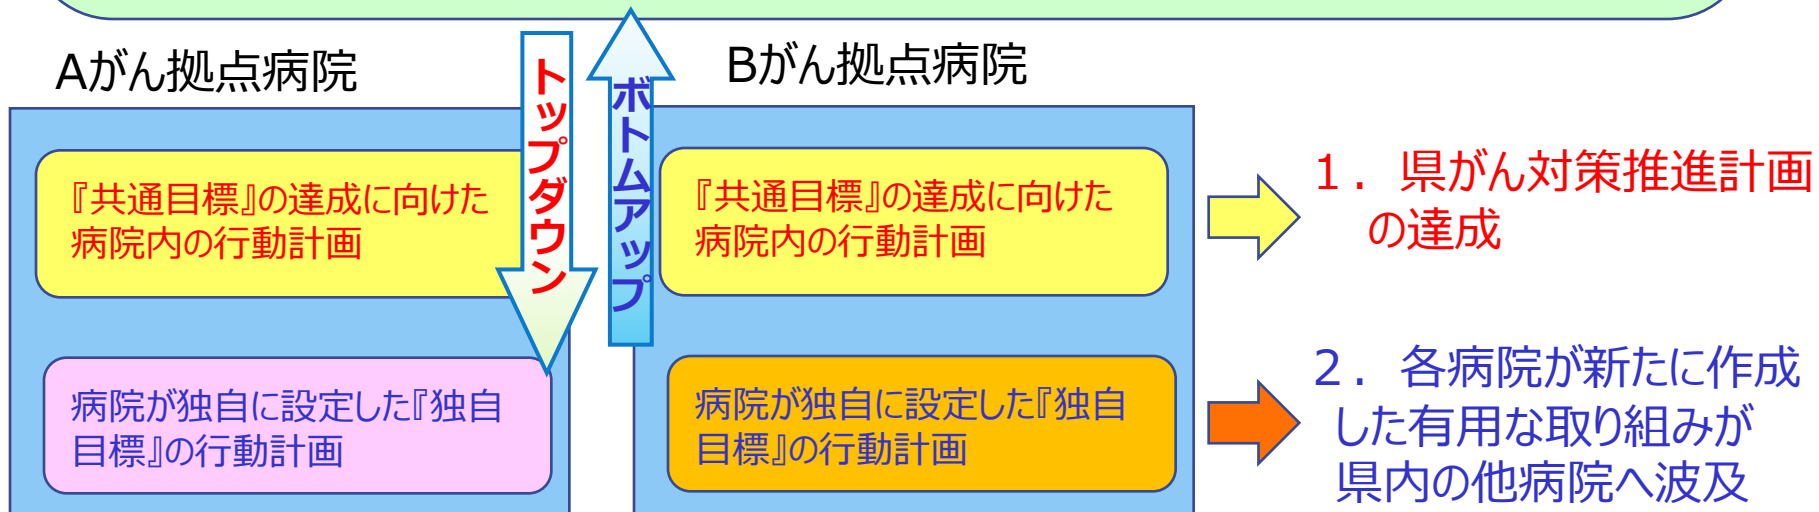 Aがん拠点病院
トップダウン
ボトムアップ
Bがん拠点病院
『共通目標』の達成に向けた
病院内の行動計画
病院が独自に設定した『独自
目標』の行動計画
『共通目標』の達成に向けた
病院内の行動計画
病院が独自に設定した『独自
目標』の行動計画
１．県がん対策推進計画
の達成
２．各病院が新たに作成
した有用な取り組みが
県内の他病院へ波及